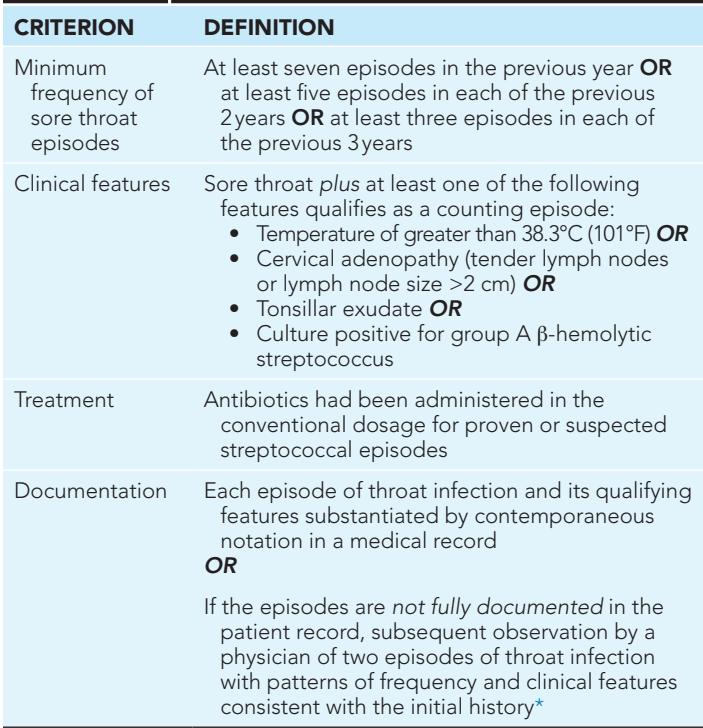 CRITERION DEFINITION
Minimum frequency of sore throat episodes
At least seven episodes in the previous year OR
at least five episodes in each of the previous
2 years OR at least three episodes in each of
the previous 3 years
Clinical features
Sore throat plus at least one of the following
features qualifies as a counting episode:
• Temperature of greater than 38.3°C (101°F) OR
• Cervical adenopathy (tender lymph nodes
or lymph node size >2 cm) OR
• Tonsillar exudate OR
• Culture positive for group A β-hemolytic
streptococcus
Treatment
Antibiotics had been administered in the
conventional dosage for proven or suspected
streptococcal episodes
Documentation
Each episode of throat infection and its qualifying
features substantiated by contemporaneous
notation in a medical record
OR
If the episodes are not fully documented in the
patient record, subsequent observation by a
physician of two episodes of throat infection
with patterns of frequency and clinical features
consistent with the initial history*